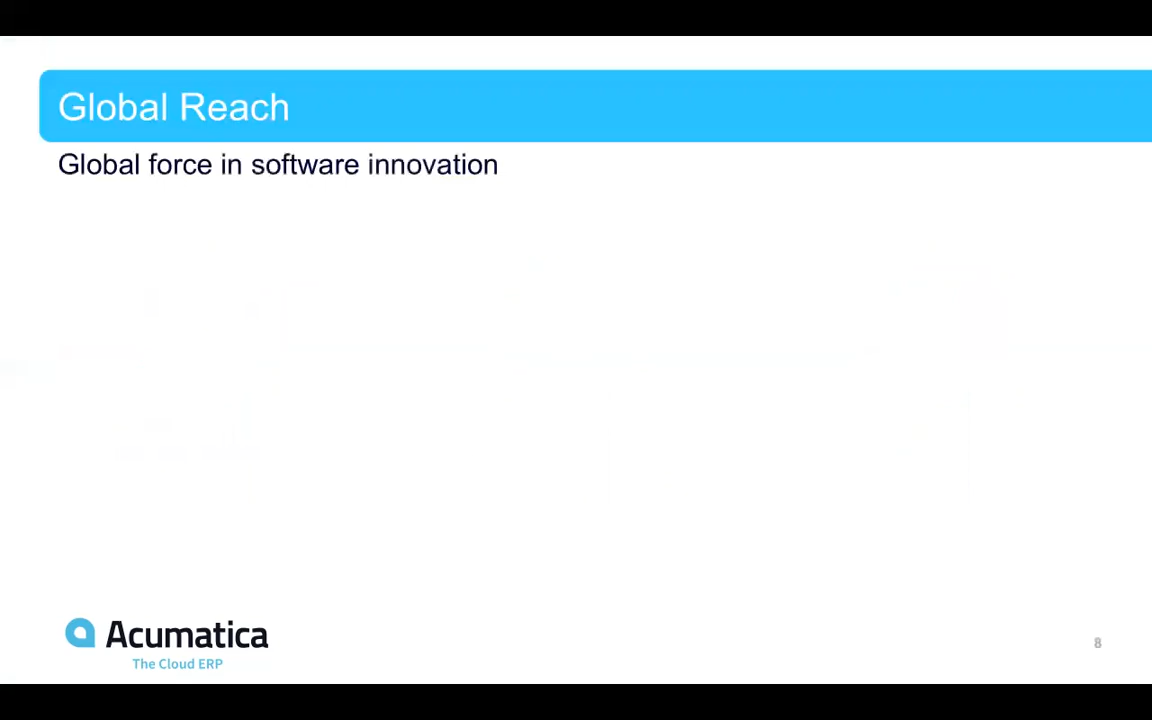 Global Reach
Global force in software innovation
Acumatica
The Cloud ERP
8